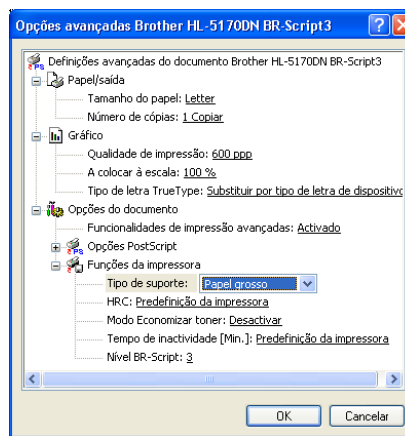 Opções avançadas Brother HL-5170DN BR-Script3
Definições avançadas do documento Brother HL-5170DN BR-Script3
Papel/saída
Tamanho do papel: Letter
Número de cópias: 1 Copiar
Gráfico
Qualidade de impressão: 600 ppp
A colocar à escala: 100 %
Tipo de letra TrueType: Substituir por tipo de letra de dispositivo
Opções do documento
Funcionalidades de impressão avançadas: Activado
Opções PostScript
Funções da impressora
Tipo de suporte: Papel grosso
HRC: Predefinição da impressora
Modo Economizar toner: Desactivar
Tempo de inactividade [Min.]: Predefinição da impressora
Nível BR-Script: 3
OK Cancelar